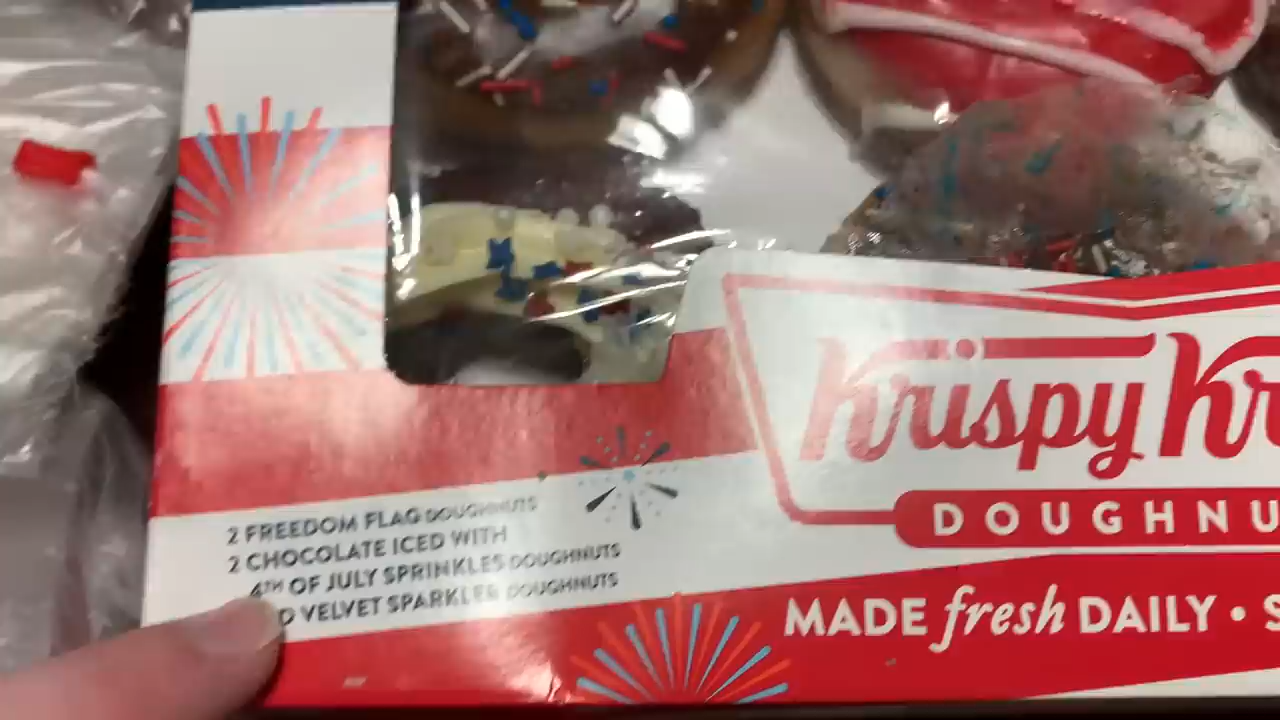 Krispy Kr
DOUGHNU
2 FREEDOM FLAG DOUGHNUTS
2 CHOCOLATE ICED WITH
4TH OF JULY SPRINKLES DOUGHNUTS
D VELVET SPARKLER DOUGHNUTS
MADE fresh DAILY • S